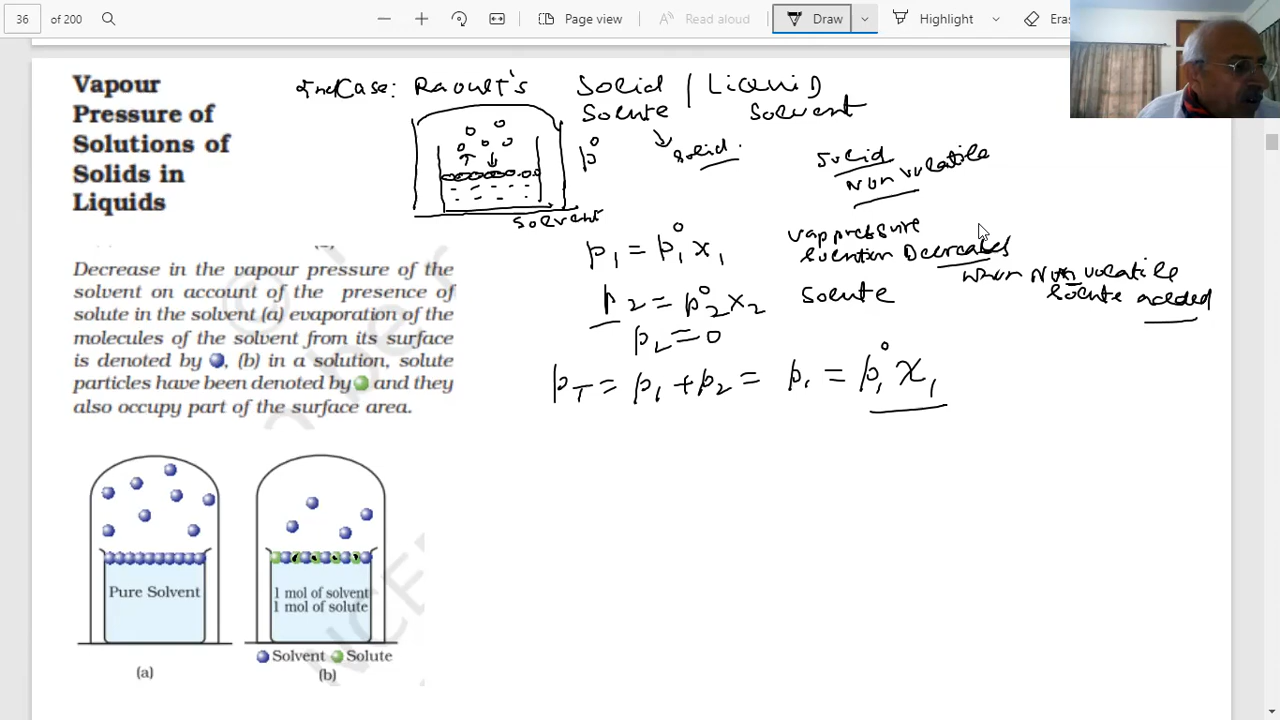 36 of 200 Page view Read aloud Draw Highlight
Vapour
Pressure of
Solutions of
Solids in
Liquids
Decrease in the vapour pressure of the
solvent on account of the presence of
solute in the solvent (a) evaporation of the
molecules of the solvent from its surface
is denoted by , (b) in a solution, solute
particles have been denoted by and they
also occupy part of the surface area.
Pure Solvent
(a)
1 mol of solvent
1 mol of solute
Solvent Solute
(b)
Case: Raoult's Solid / Liquid
Solute Solvent
p°
Solid.
Solid
Non volatile
Solvent
p₁ = p₁° x₁
vap pressure
Decreases
when Non volatile
solute added
p₂ = p₂° x₂ Solute
p₂ = 0
p_T = p₁ + p₂ = p₁ = p₁° x₁